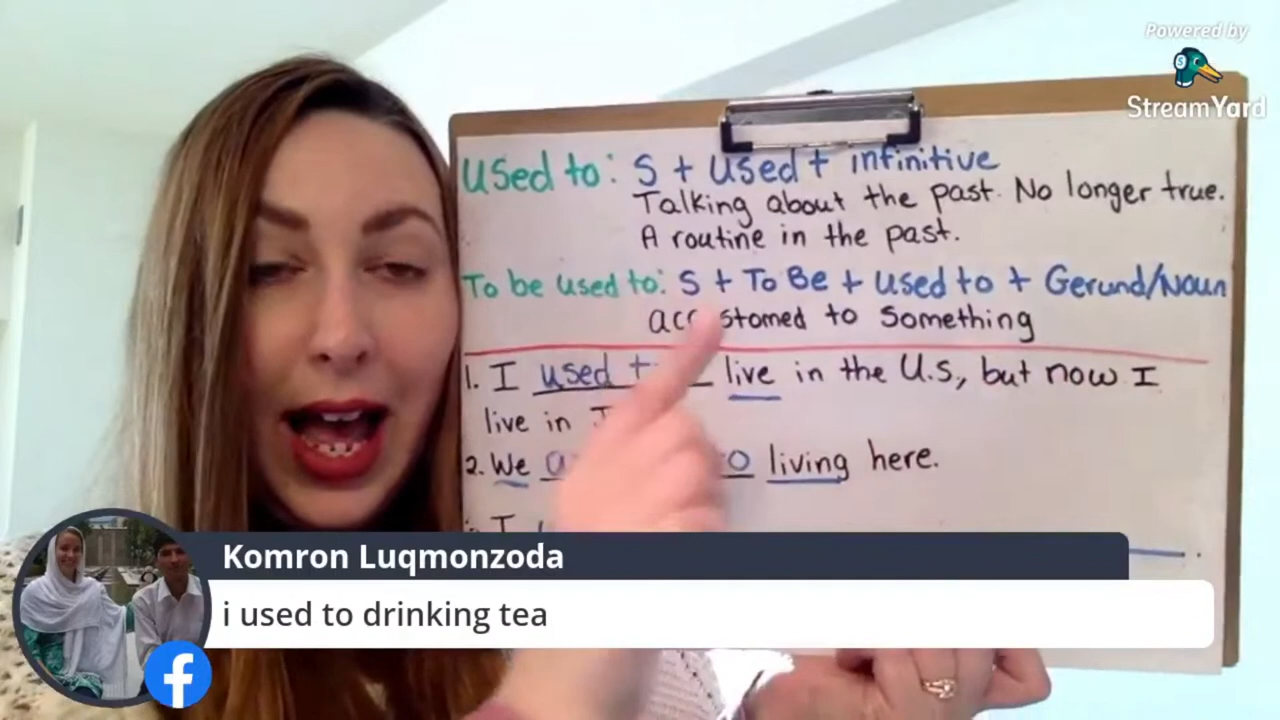 Powered by
StreamYard
Used to: S + Used + infinitive
Talking about the past. No longer true.
A routine in the past.
To be used to: S + To Be + Used to + Gerund/Noun
to something
1. I used live in the U.S, but now I
live in
2. We living here.
I
Komron Luqmonzoda
i used to drinking tea